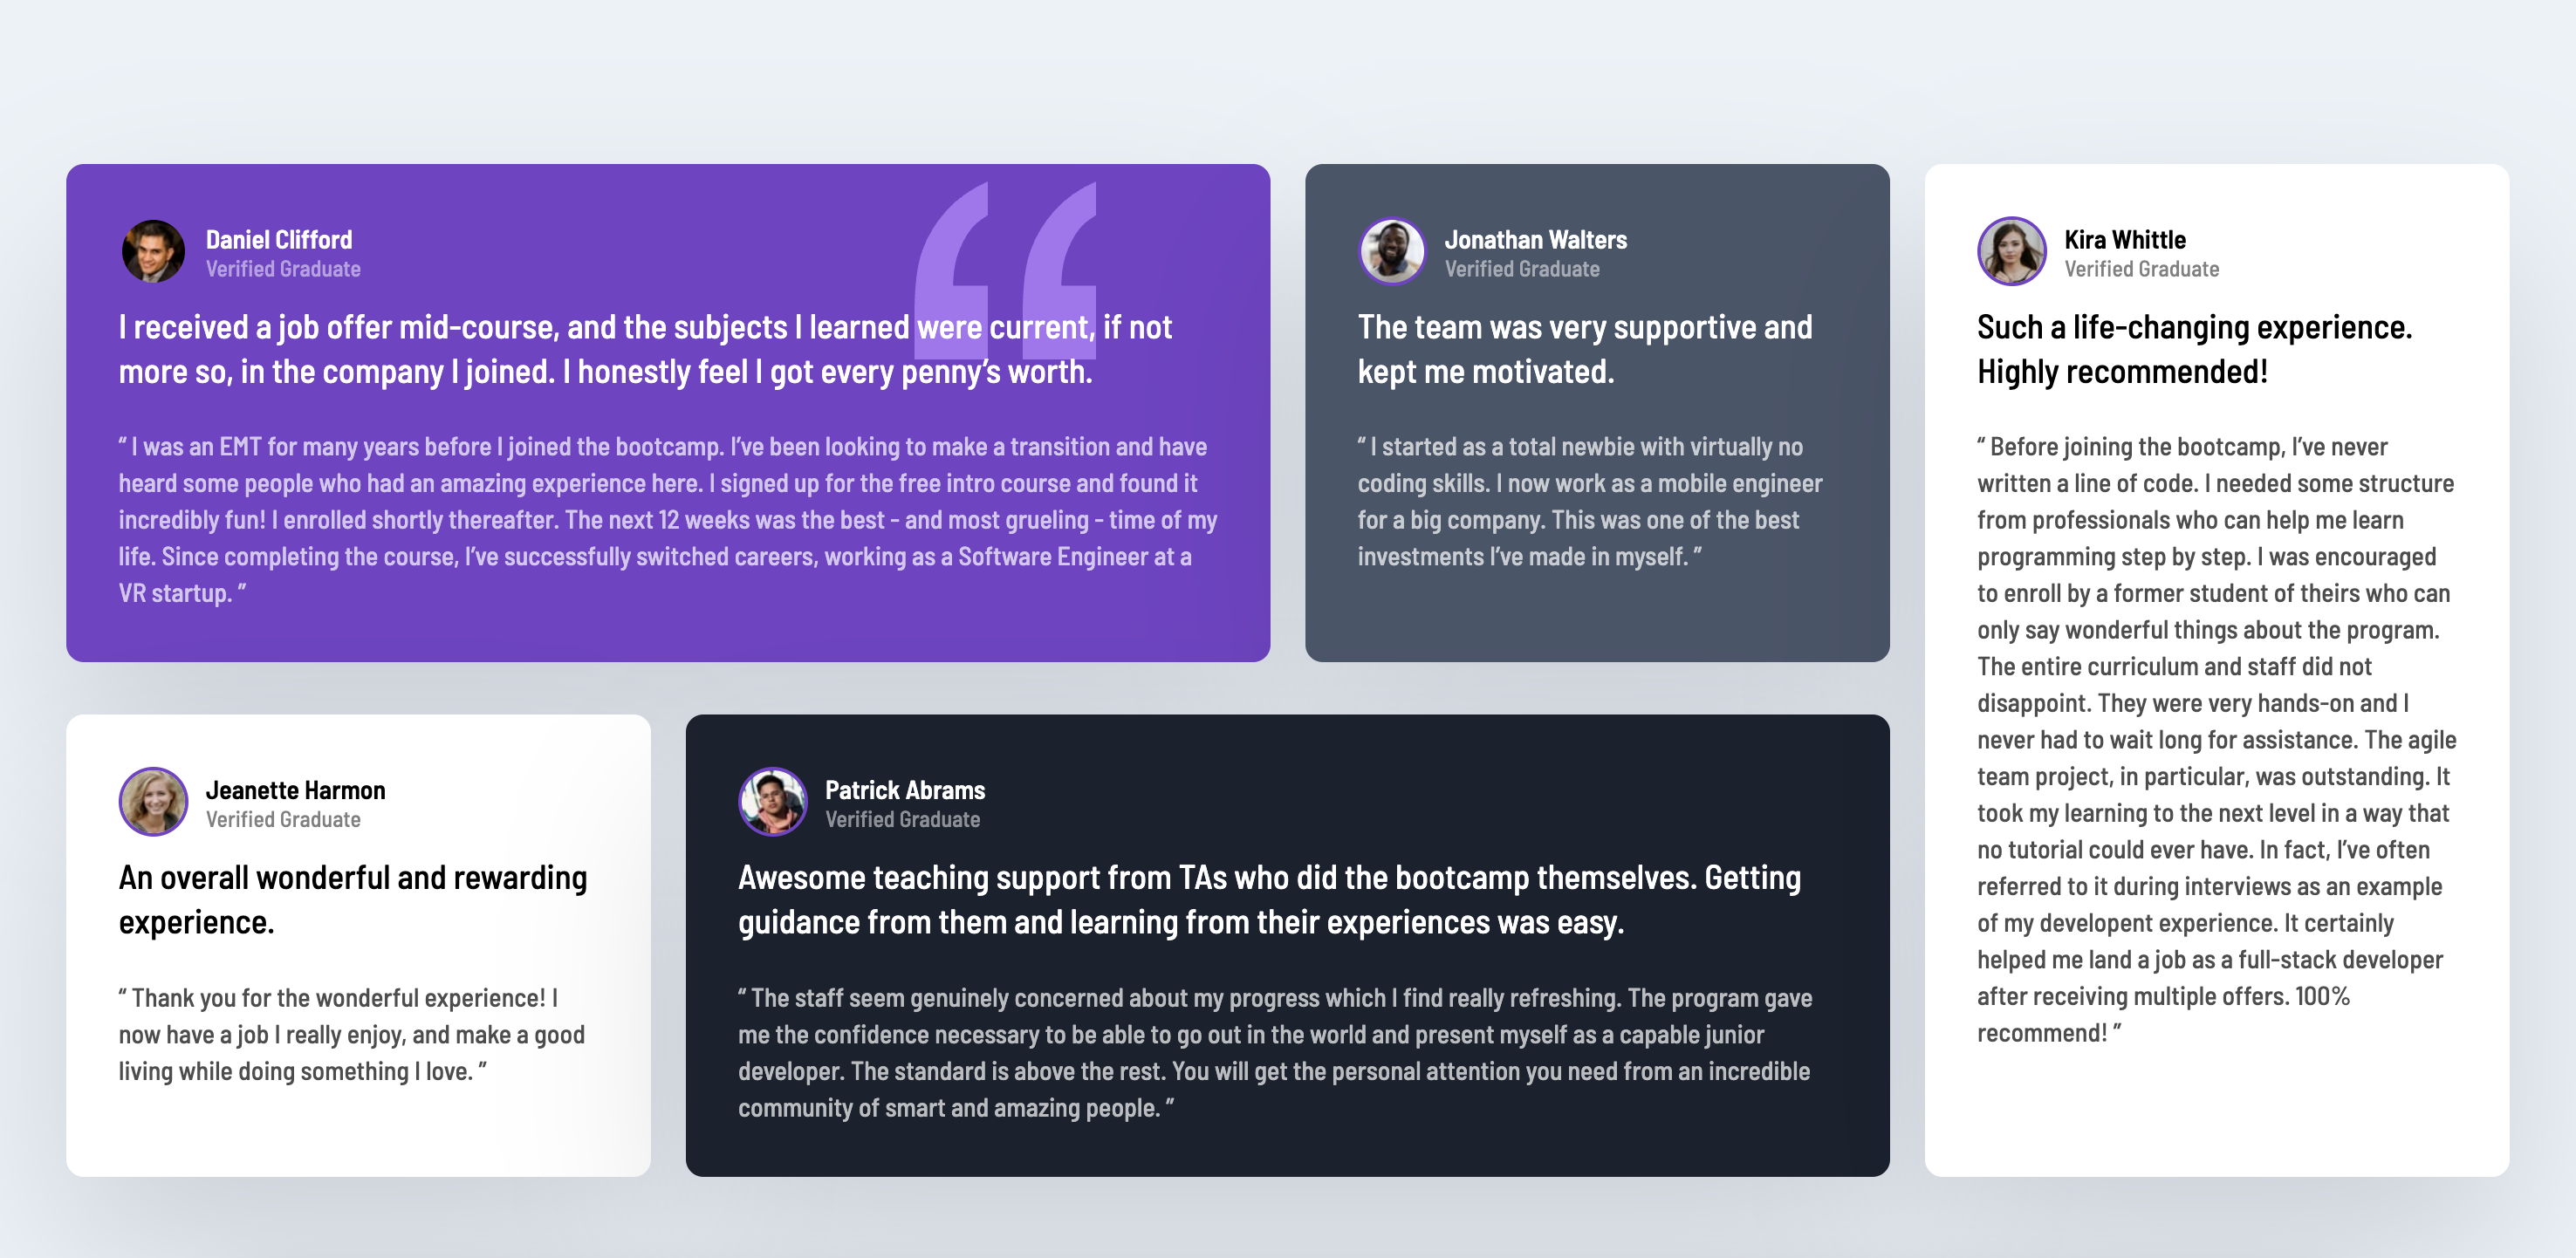 Daniel Clifford
Verified Graduate
I received a job offer mid-course, and the subjects I learned were current, if not
more so, in the company I joined. I honestly feel I got every penny’s worth.
“ I was an EMT for many years before I joined the bootcamp. I’ve been looking to make a transition and have
heard some people who had an amazing experience here. I signed up for the free intro course and found it
incredibly fun! I enrolled shortly thereafter. The next 12 weeks was the best - and most grueling - time of my
life. Since completing the course, I’ve successfully switched careers, working as a Software Engineer at a
VR startup. ”
Jonathan Walters
Verified Graduate
The team was very supportive and
kept me motivated.
“ I started as a total newbie with virtually no
coding skills. I now work as a mobile engineer
for a big company. This was one of the best
investments I’ve made in myself. ”
Kira Whittle
Verified Graduate
Such a life-changing experience.
Highly recommended!
“ Before joining the bootcamp, I’ve never
written a line of code. I needed some structure
from professionals who can help me learn
programming step by step. I was encouraged
to enroll by a former student of theirs who can
only say wonderful things about the program.
The entire curriculum and staff did not
disappoint. They were very hands-on and I
never had to wait long for assistance. The agile
team project, in particular, was outstanding. It
took my learning to the next level in a way that
no tutorial could ever have. In fact, I’ve often
referred to it during interviews as an example
of my developent experience. It certainly
helped me land a job as a full-stack developer
after receiving multiple offers. 100%
recommend! ”
Jeanette Harmon
Verified Graduate
An overall wonderful and rewarding
experience.
“ Thank you for the wonderful experience! I
now have a job I really enjoy, and make a good
living while doing something I love. ”
Patrick Abrams
Verified Graduate
Awesome teaching support from TAs who did the bootcamp themselves. Getting
guidance from them and learning from their experiences was easy.
“ The staff seem genuinely concerned about my progress which I find really refreshing. The program gave
me the confidence necessary to be able to go out in the world and present myself as a capable junior
developer. The standard is above the rest. You will get the personal attention you need from an incredible
community of smart and amazing people. ”